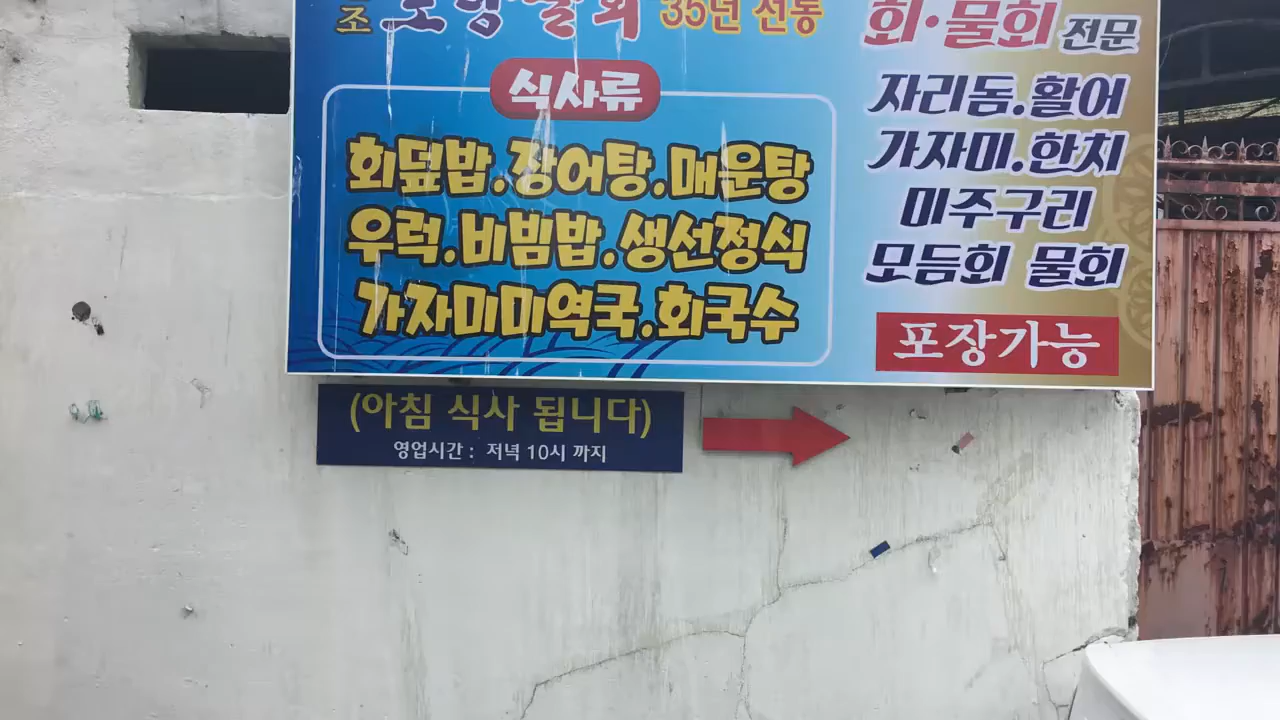 조 포항 물회 35년 전통
식사류
회덮밥.장어탕.매운탕
우럭.비빔밥.생선정식
가자미미역국.회국수
회·물회 전문
자리돔.활어
가자미.한치
미주구리
모듬회 물회
포장가능
(아침 식사 됩니다)
영업시간 : 저녁 10시 까지